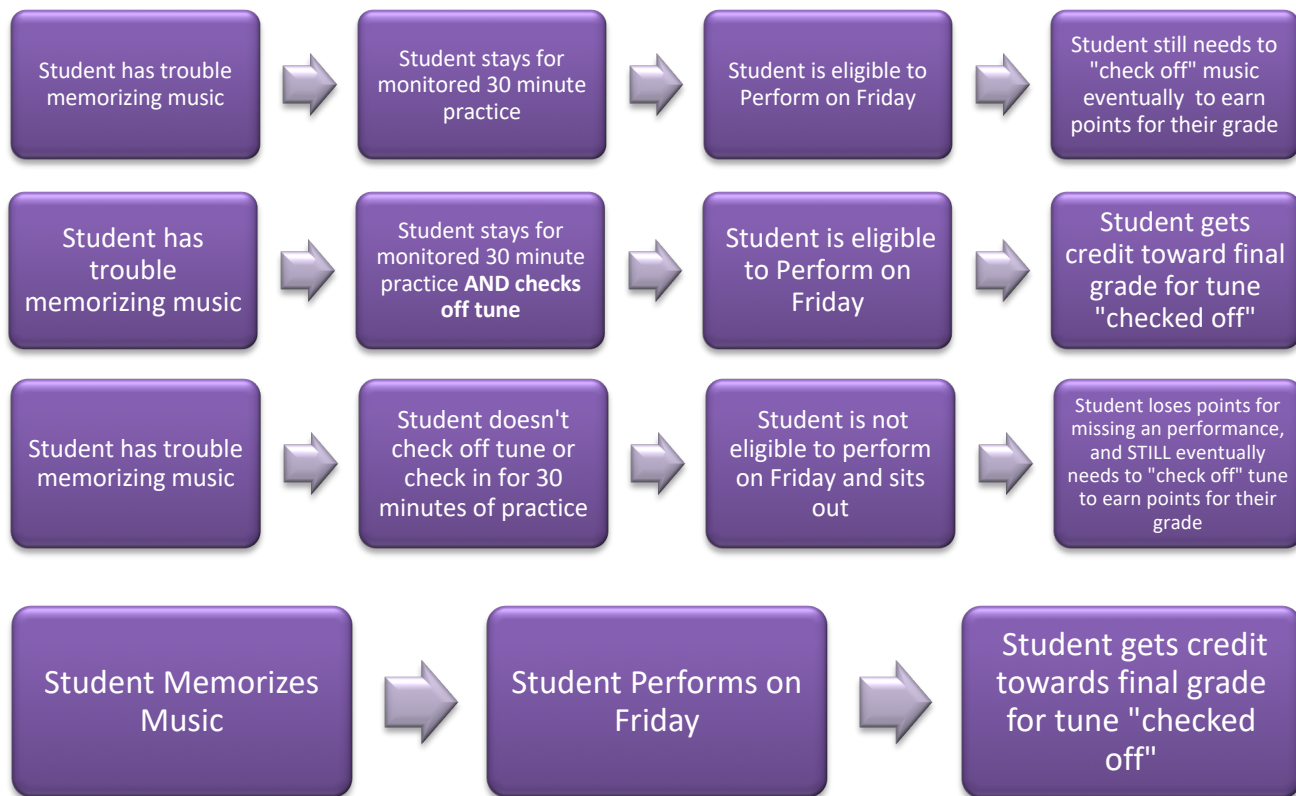 Student has trouble
memorizing music
Student stays for
monitored 30 minute
practice
Student is eligible to
Perform on Friday
Student still needs to
"check off" music
eventually to earn
points for their grade
Student has
trouble
memorizing music
Student stays for
monitored 30 minute
practice AND checks
off tune
Student is eligible
to Perform on
Friday
Student gets
credit toward final
grade for tune
"checked off"
Student has trouble
memorizing music
Student doesn't
check off tune or
check in for 30
minutes of practice
Student is not
eligible to perform
on Friday and sits
out
Student loses points for
missing an performance,
and STILL eventually
needs to "check off" tune
to earn points for their
grade
Student Memorizes
Music
Student Performs on
Friday
Student gets credit
towards final grade
for tune "checked
off"